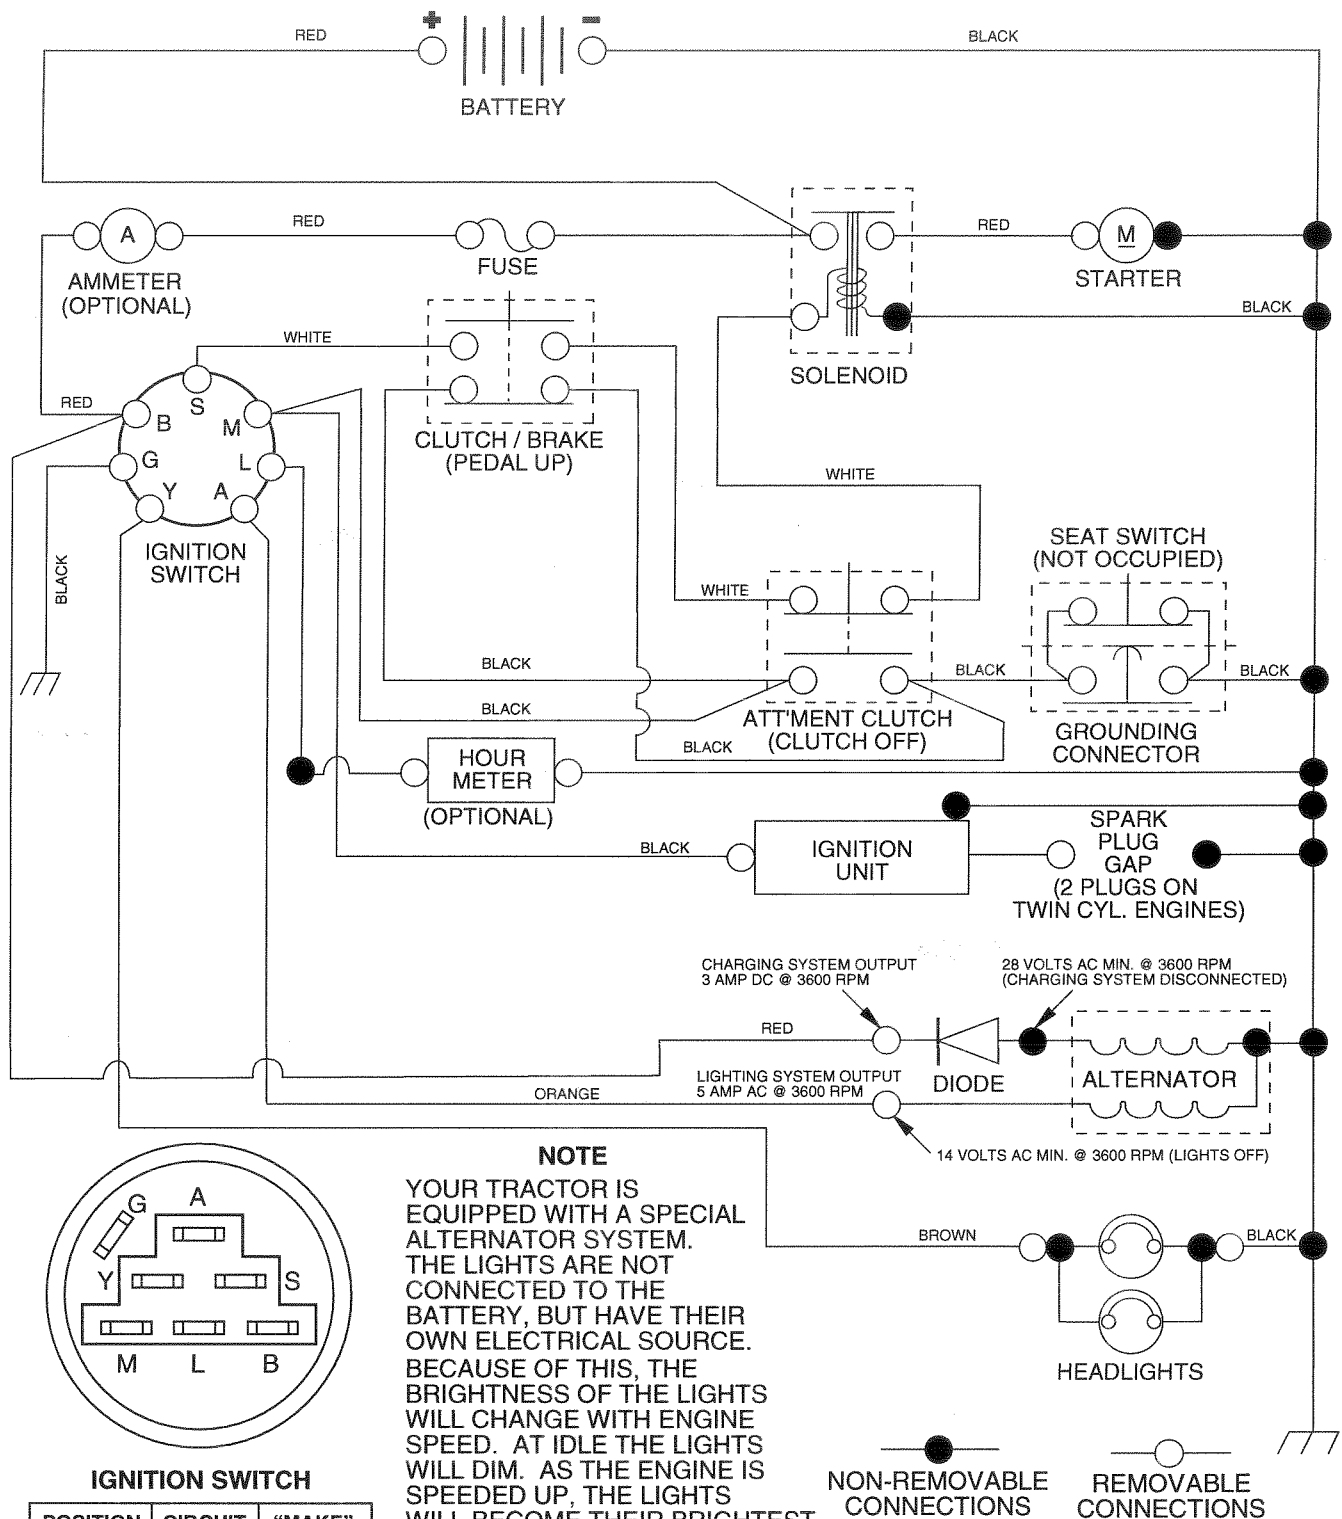 + −
RED
BLACK
BATTERY
RED
RED
A
M
FUSE
AMMETER
(OPTIONAL)
STARTER
BLACK
WHITE
SOLENOID
S
RED
B
M
CLUTCH / BRAKE
(PEDAL UP)
G
L
Y
A
WHITE
IGNITION
SWITCH
BLACK
SEAT SWITCH
(NOT OCCUPIED)
WHITE
BLACK
BLACK
BLACK
BLACK
ATT'MENT CLUTCH
(CLUTCH OFF)
BLACK
GROUNDING
CONNECTOR
HOUR
METER
(OPTIONAL)
BLACK
IGNITION
UNIT
SPARK
PLUG
GAP
(2 PLUGS ON
TWIN CYL. ENGINES)
CHARGING SYSTEM OUTPUT
3 AMP DC @ 3600 RPM
28 VOLTS AC MIN. @ 3600 RPM
(CHARGING SYSTEM DISCONNECTED)
RED
DIODE
ALTERNATOR
LIGHTING SYSTEM OUTPUT
5 AMP AC @ 3600 RPM
ORANGE
14 VOLTS AC MIN. @ 3600 RPM (LIGHTS OFF)
BROWN
BLACK
HEADLIGHTS
G
A
Y
S
M
L
B
IGNITION SWITCH
POSITION CIRCUIT "MAKE"
NOTE
YOUR TRACTOR IS
EQUIPPED WITH A SPECIAL
ALTERNATOR SYSTEM.
THE LIGHTS ARE NOT
CONNECTED TO THE
BATTERY, BUT HAVE THEIR
OWN ELECTRICAL SOURCE.
BECAUSE OF THIS, THE
BRIGHTNESS OF THE LIGHTS
WILL CHANGE WITH ENGINE
SPEED. AT IDLE THE LIGHTS
WILL DIM. AS THE ENGINE IS
SPEEDED UP, THE LIGHTS
WILL BECOME THEIR BRIGHTEST
NON-REMOVABLE
CONNECTIONS
REMOVABLE
CONNECTIONS